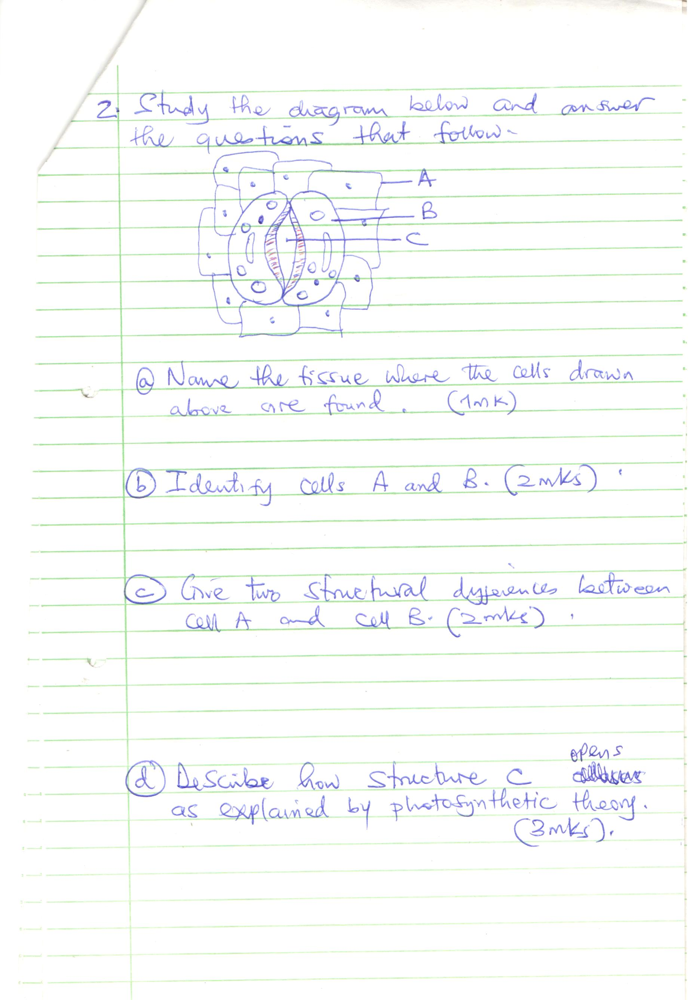 2. Study the diagram below and answer
the questions that follow.
A
B
C
(a) Name the tissue where the cells drawn
above are found. (1mk)
(b) Identify cells A and B. (2mks)
(c) Give two structural differences between
cell A and cell B. (2mks).
opens
(d) Describe how structure C
as explained by photosynthetic theory.
(3mks).